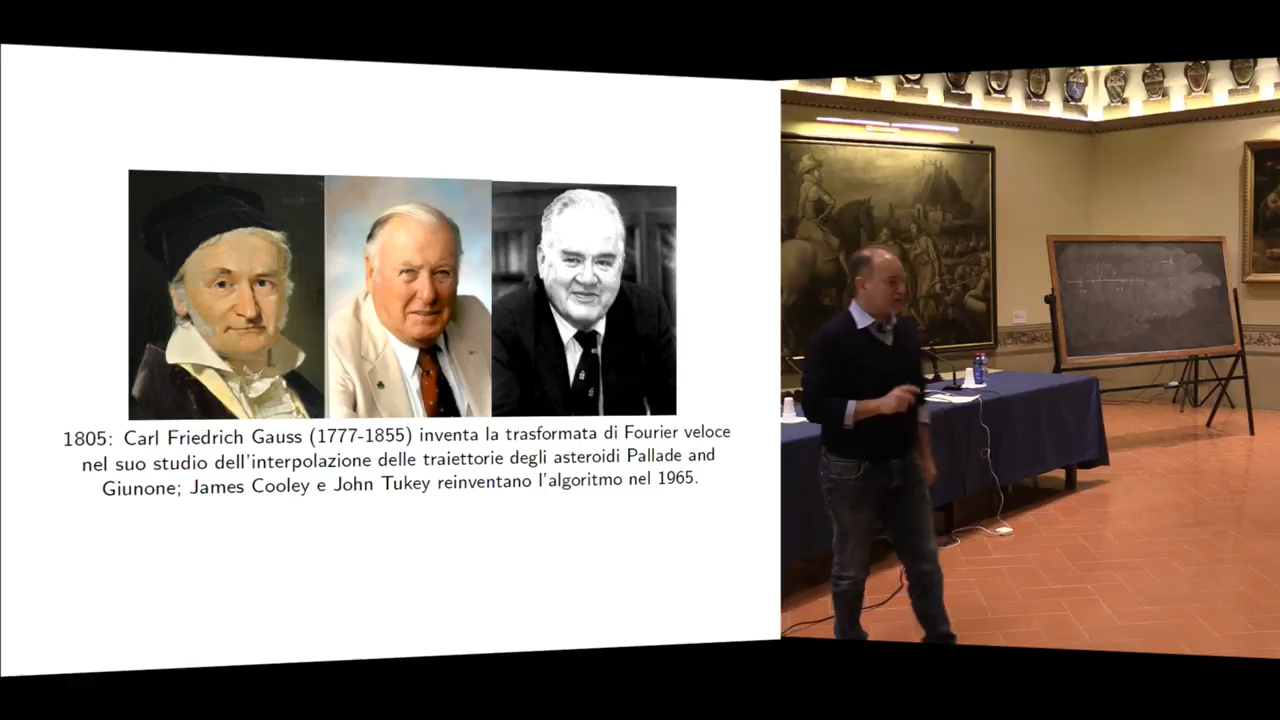 1805: Carl Friedrich Gauss (1777-1855) inventa la trasformata di Fourier veloce
nel suo studio dell'interpolazione delle traiettorie degli asteroidi Pallade and
Giunone; James Cooley e John Tukey reinventano l'algoritmo nel 1965.